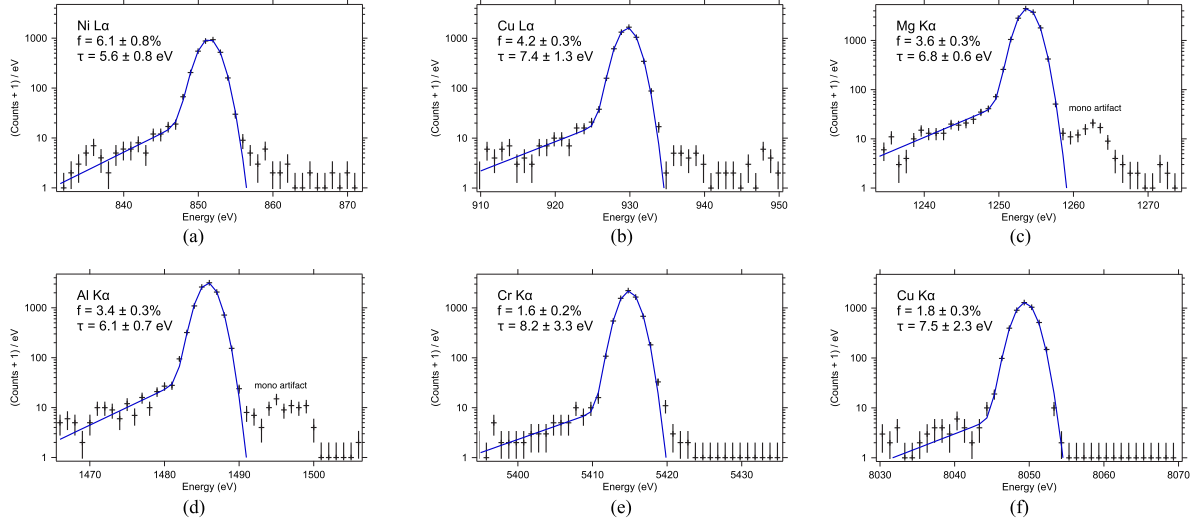 Ni Lα
f = 6.1 ± 0.8%
τ = 5.6 ± 0.8 eV
(Counts + 1) / eV
1000
100
10
1
840
850
860
870
Energy (eV)
(a)
Cu Lα
f = 4.2 ± 0.3%
τ = 7.4 ± 1.3 eV
(Counts + 1) / eV
1000
100
10
1
910
920
930
940
950
Energy (eV)
(b)
Mg Kα
f = 3.6 ± 0.3%
τ = 6.8 ± 0.6 eV
mono artifact
(Counts + 1) / eV
1000
100
10
1
1240
1250
1260
1270
Energy (eV)
(c)
Al Kα
f = 3.4 ± 0.3%
τ = 6.1 ± 0.7 eV
mono artifact
(Counts + 1) / eV
1000
100
10
1
1470
1480
1490
1500
Energy (eV)
(d)
Cr Kα
f = 1.6 ± 0.2%
τ = 8.2 ± 3.3 eV
(Counts + 1) / eV
1000
100
10
1
5400
5410
5420
5430
Energy (eV)
(e)
Cu Kα
f = 1.8 ± 0.3%
τ = 7.5 ± 2.3 eV
(Counts + 1) / eV
1000
100
10
1
8030
8040
8050
8060
8070
Energy (eV)
(f)